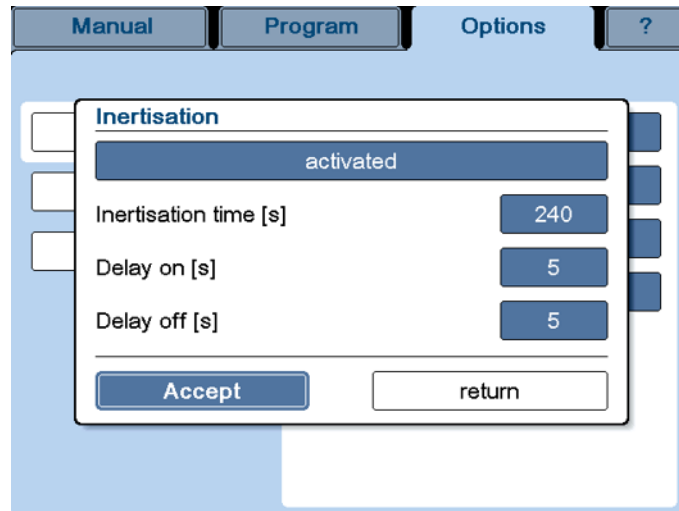 Manual Program Options ?
Inertisation
activated
Inertisation time [s] 240
Delay on [s] 5
Delay off [s] 5
Accept return